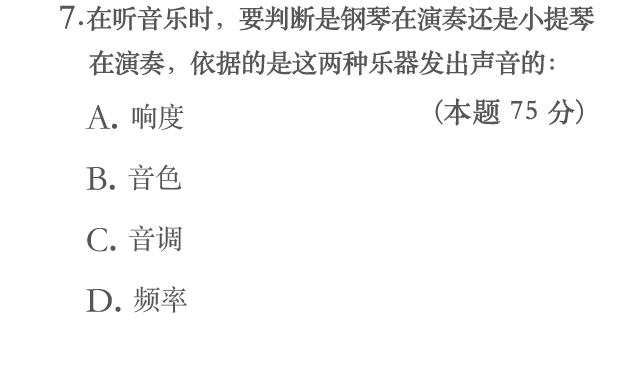 7.在听音乐时，要判断是钢琴在演奏还是小提琴
在演奏，依据的是这两种乐器发出声音的：
（本题 75 分）
A. 响度
B. 音色
C. 音调
D. 频率